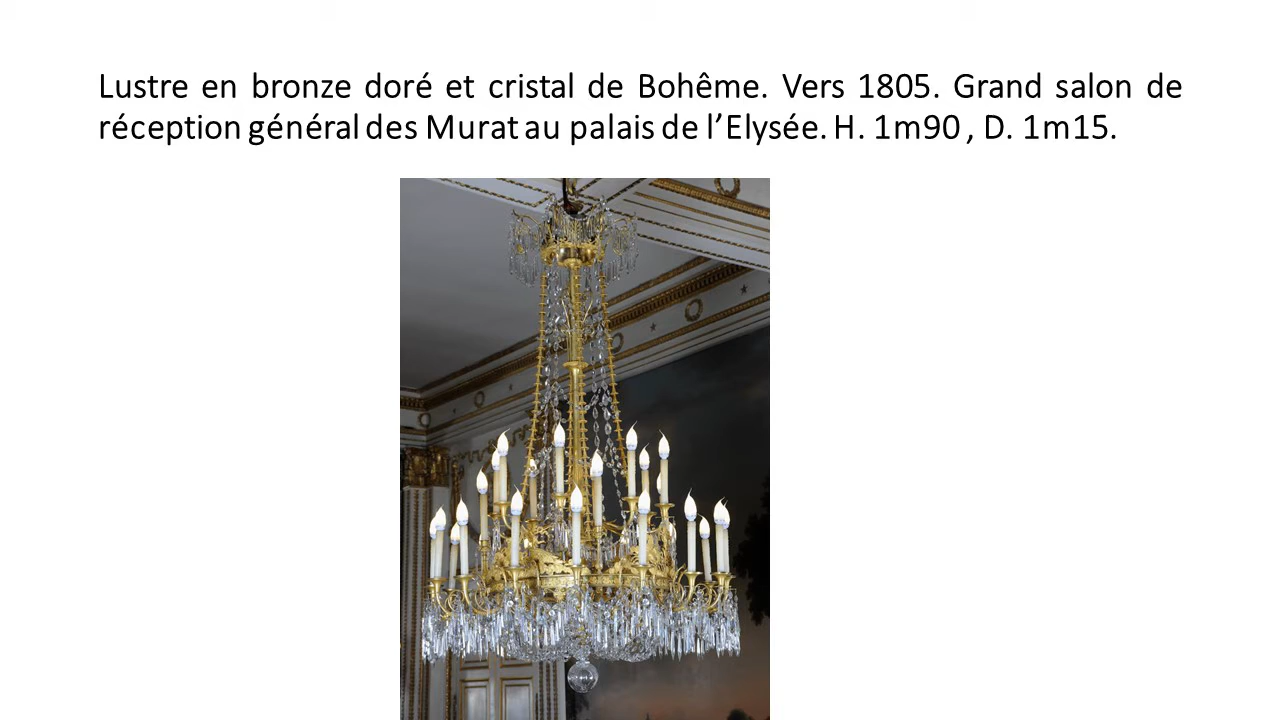 Lustre en bronze doré et cristal de Bohême. Vers 1805. Grand salon de
réception général des Murat au palais de l’Elysée. H. 1m90 , D. 1m15.